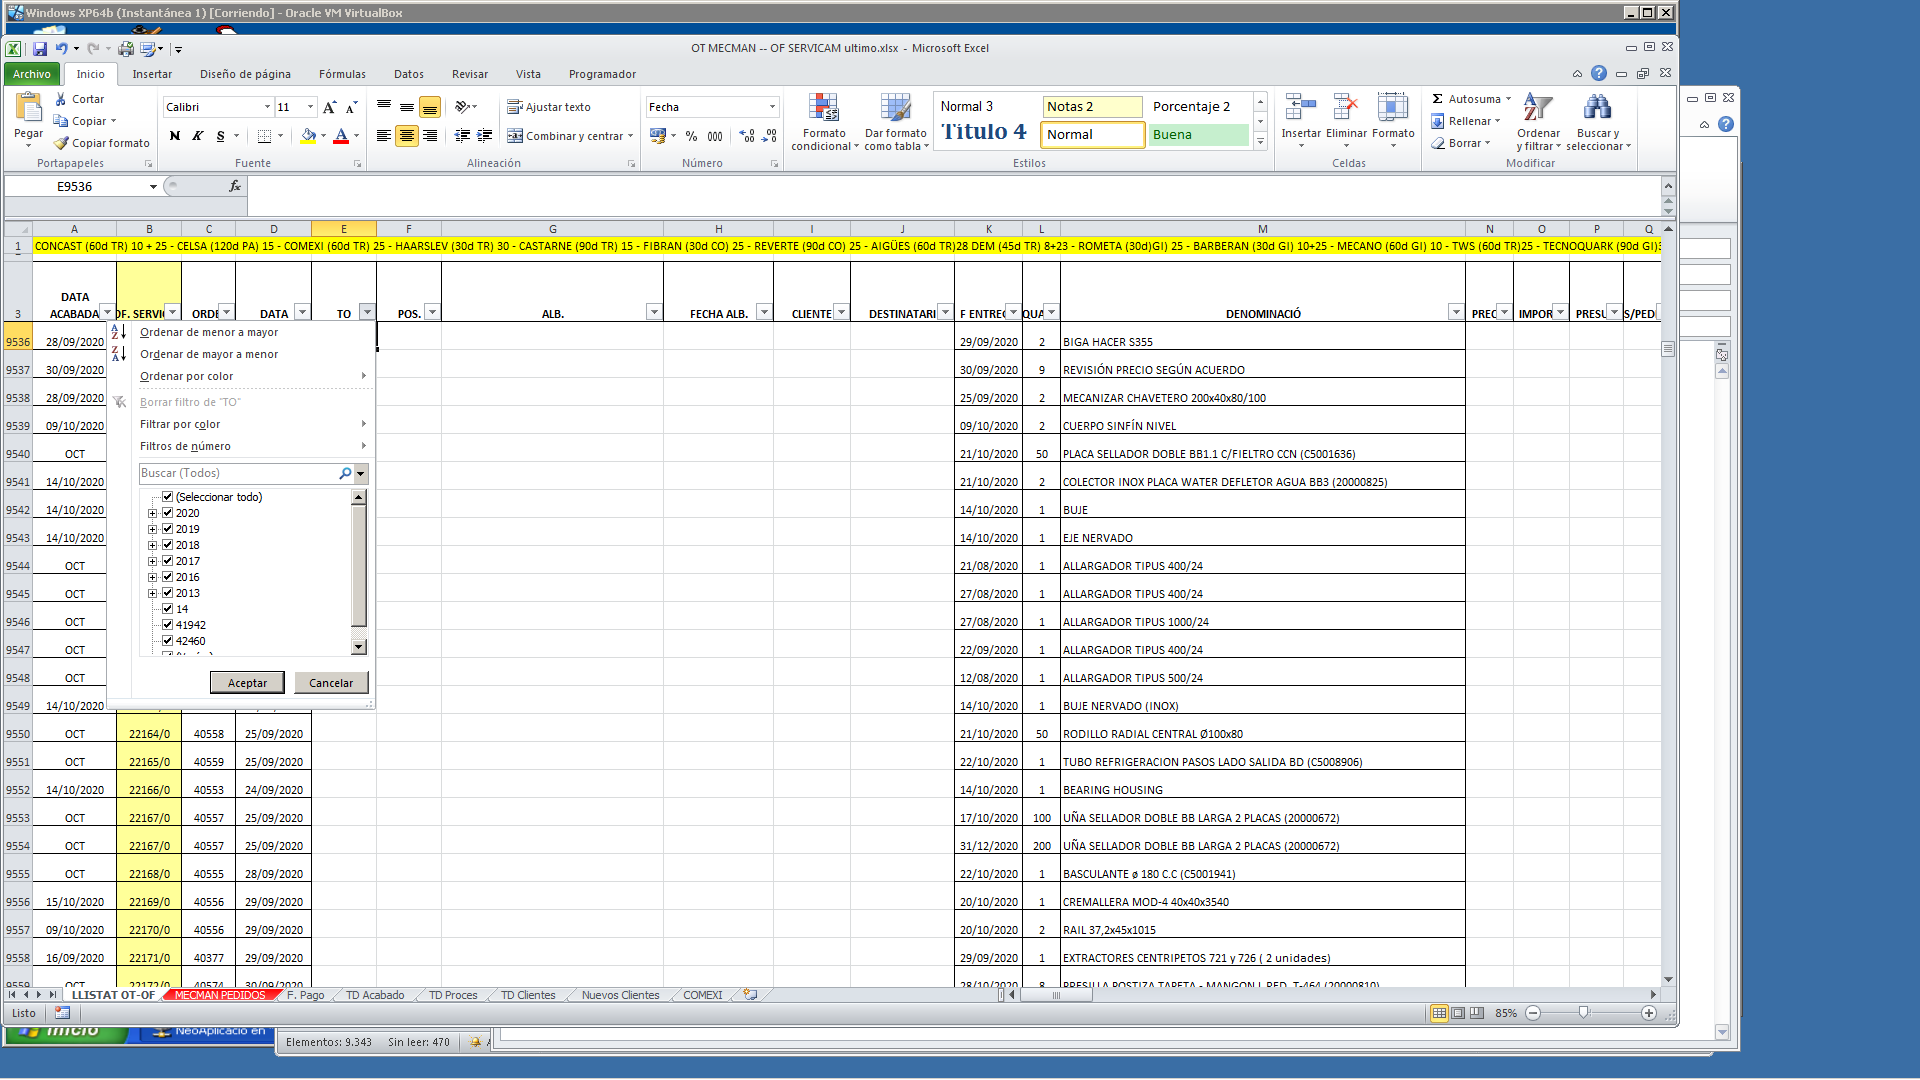 Windows XP64b (Instantánea 1) [Corriendo] - Oracle VM VirtualBox
OT MECMAN -- OF SERVICAM ultimo.xlsx - Microsoft Excel
Archivo Inicio Insertar Diseño de página Fórmulas Datos Revisar Vista Programador
Pegar
Cortar
Copiar
Copiar formato
Portapapeles
Calibri 11
N K S
Fuente
Ajustar texto
Combinar y centrar
Alineación
Fecha
% 000
Número
Formato condicional
Dar formato como tabla
Normal 3 Notas 2 Porcentaje 2
Título 4 Normal Buena
Estilos
Insertar Eliminar Formato
Celdas
Autosuma
Rellenar
Borrar
Ordenar y filtrar
Buscar y seleccionar
Modificar
E9536 fx
A B C D E F G H I J K L M N O P Q
1 CONCAST (60d TR) 10 + 25 - CELSA (120d PA) 15 - COMEXI (60d TR) 25 - HAARSLEV (30d TR) 30 - CASTARNE (90d TR) 15 - FIBRAN (30d CO) 25 - REVERTE (90d CO) 25 - AIGÜES (60d TR)28 DEM (45d TR) 8+23 - ROMETA (30d)GI) 25 - BARBERAN (30d GI) 10+25 - MECANO (60d GI) 10 - TWS (60d TR)25 - TECNOQUARK (90d GI)
3 DATA ACABADA OF. SERVI ORDE DATA TO POS. ALB. FECHA ALB. CLIENTE DESTINATARI F ENTREG QUA DENOMINACIÓ PREC IMPOR PRESU S/PED
9536 28/09/2020 29/09/2020 2 BIGA HACER S355
9537 30/09/2020 30/09/2020 9 REVISIÓN PRECIO SEGÚN ACUERDO
9538 28/09/2020 25/09/2020 2 MECANIZAR CHAVETERO 200x40x80/100
9539 09/10/2020 09/10/2020 2 CUERPO SINFÍN NIVEL
9540 OCT 21/10/2020 50 PLACA SELLADOR DOBLE BB1.1 C/FIELTRO CCN (C5001636)
9541 14/10/2020 21/10/2020 2 COLECTOR INOX PLACA WATER DEFLETOR AGUA BB3 (20000825)
9542 14/10/2020 14/10/2020 1 BUJE
9543 14/10/2020 14/10/2020 1 EJE NERVADO
9544 OCT 21/08/2020 1 ALLARGADOR TIPUS 400/24
9545 OCT 27/08/2020 1 ALLARGADOR TIPUS 400/24
9546 OCT 27/08/2020 1 ALLARGADOR TIPUS 1000/24
9547 OCT 22/09/2020 1 ALLARGADOR TIPUS 400/24
9548 OCT 12/08/2020 1 ALLARGADOR TIPUS 500/24
9549 14/10/2020 14/10/2020 1 BUJE NERVADO (INOX)
9550 OCT 22164/0 40558 25/09/2020 21/10/2020 50 RODILLO RADIAL CENTRAL Ø100x80
9551 OCT 22165/0 40559 25/09/2020 22/10/2020 1 TUBO REFRIGERACION PASOS LADO SALIDA BD (C5008906)
9552 14/10/2020 22166/0 40553 24/09/2020 14/10/2020 1 BEARING HOUSING
9553 OCT 22167/0 40557 25/09/2020 17/10/2020 100 UÑA SELLADOR DOBLE BB LARGA 2 PLACAS (20000672)
9554 OCT 22167/0 40557 25/09/2020 31/12/2020 200 UÑA SELLADOR DOBLE BB LARGA 2 PLACAS (20000672)
9555 OCT 22168/0 40555 28/09/2020 22/10/2020 1 BASCULANTE ø 180 C.C (C5001941)
9556 15/10/2020 22169/0 40556 29/09/2020 20/10/2020 1 CREMALLERA MOD-4 40x40x3540
9557 09/10/2020 22170/0 40556 29/09/2020 20/10/2020 2 RAIL 37,2x45x1015
9558 16/09/2020 22171/0 40377 29/09/2020 29/09/2020 1 EXTRACTORES CENTRIPETOS 721 y 726 ( 2 unidades)
9559 OCT 22172/0 40574 30/09/2020 28/10/2020 8 PRESILLA POSTIZA TAPETA - MANGON L.PED. T-464 (20000810)
Ordenar de menor a mayor
Ordenar de mayor a menor
Ordenar por color
Borrar filtro de "TO"
Filtrar por color
Filtros de número
Buscar (Todos)
(Seleccionar todo)
2020
2019
2018
2017
2016
2013
14
41942
42460
Aceptar Cancelar
LLISTAT OT-OF MECMAN PEDIDOS F. Pago TD Acabado TD Proces TD Clientes Nuevos Clientes COMEXI
Listo 85%
Inicio NeoAplicacio en
Elementos: 9.343 Sin leer: 470